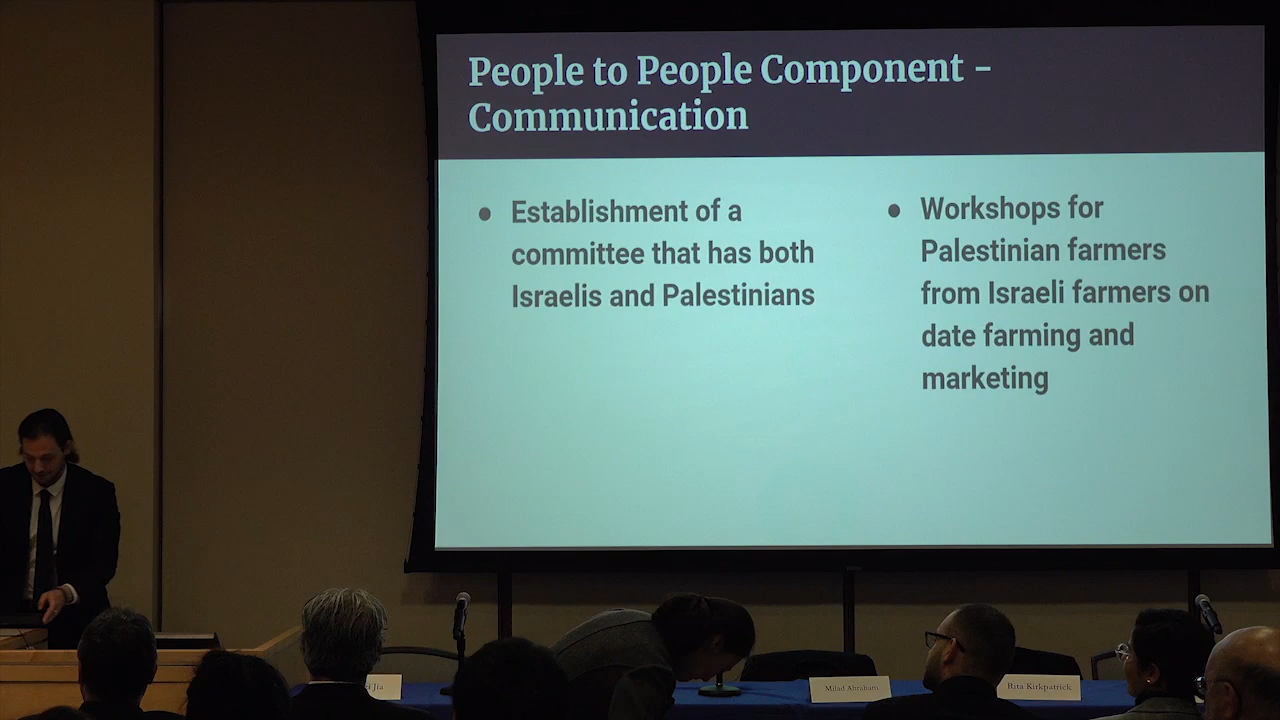 People to People Component -
Communication
Establishment of a
committee that has both
Israelis and Palestinians
Workshops for
Palestinian farmers
from Israeli farmers on
date farming and
marketing
Jia
Milad Abraham
Rita Kirkpatrick